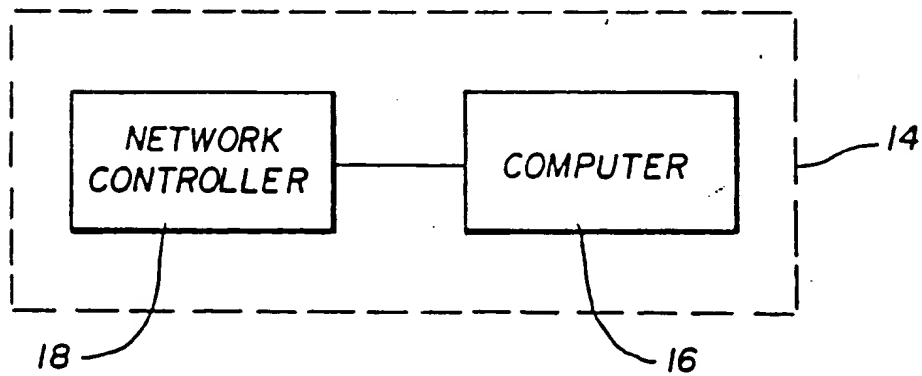 NETWORK
CONTROLLER
COMPUTER
14
18
16